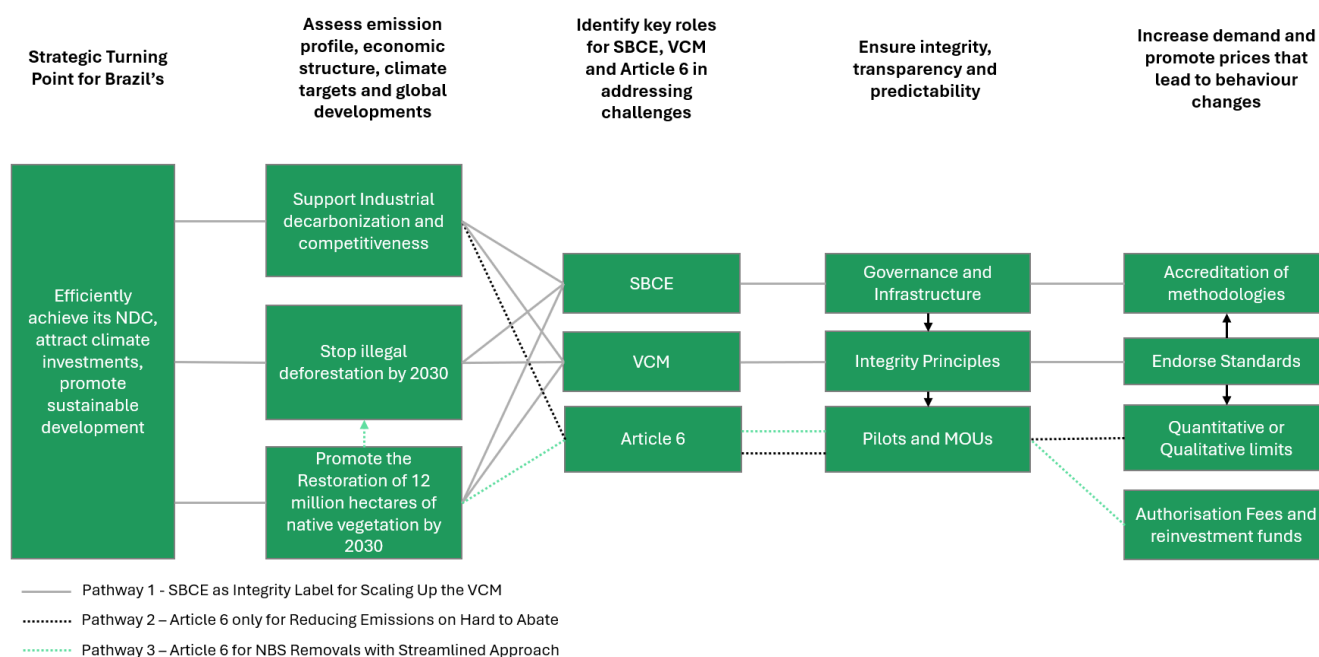 Strategic Turning
Point for Brazil's
Assess emission
profile, economic
structure, climate
targets and global
developments
Identify key roles
for SBCE, VCM
and Article 6 in
addressing
challenges
Ensure integrity,
transparency and
predictability
Increase demand and
promote prices that
lead to behaviour
changes
Efficiently
achieve its NDC,
attract climate
investments,
promote
sustainable
development
Support Industrial
decarbonization and
competitiveness
Stop illegal
deforestation by 2030
Promote the
Restoration of 12
million hectares of
native vegetation by
2030
SBCE
VCM
Article 6
Governance and
Infrastructure
Integrity Principles
Pilots and MOUs
Accreditation of
methodologies
Endorse Standards
Quantitative or
Qualitative limits
Authorisation Fees and
reinvestment funds
Pathway 1 - SBCE as Integrity Label for Scaling Up the VCM
Pathway 2 – Article 6 only for Reducing Emissions on Hard to Abate
Pathway 3 – Article 6 for NBS Removals with Streamlined Approach